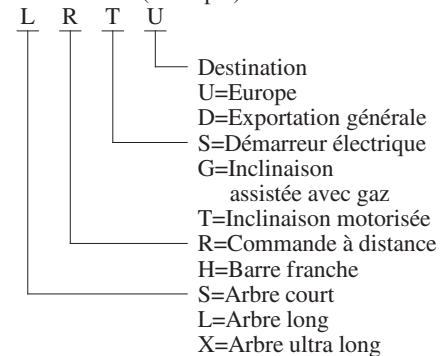 L R T U
Destination
U=Europe
D=Exportation générale
S=Démarreur électrique
G=Inclinaison
assistée avec gaz
T=Inclinaison motorisée
R=Commande à distance
H=Barre franche
S=Arbre court
L=Arbre long
X=Arbre ultra long